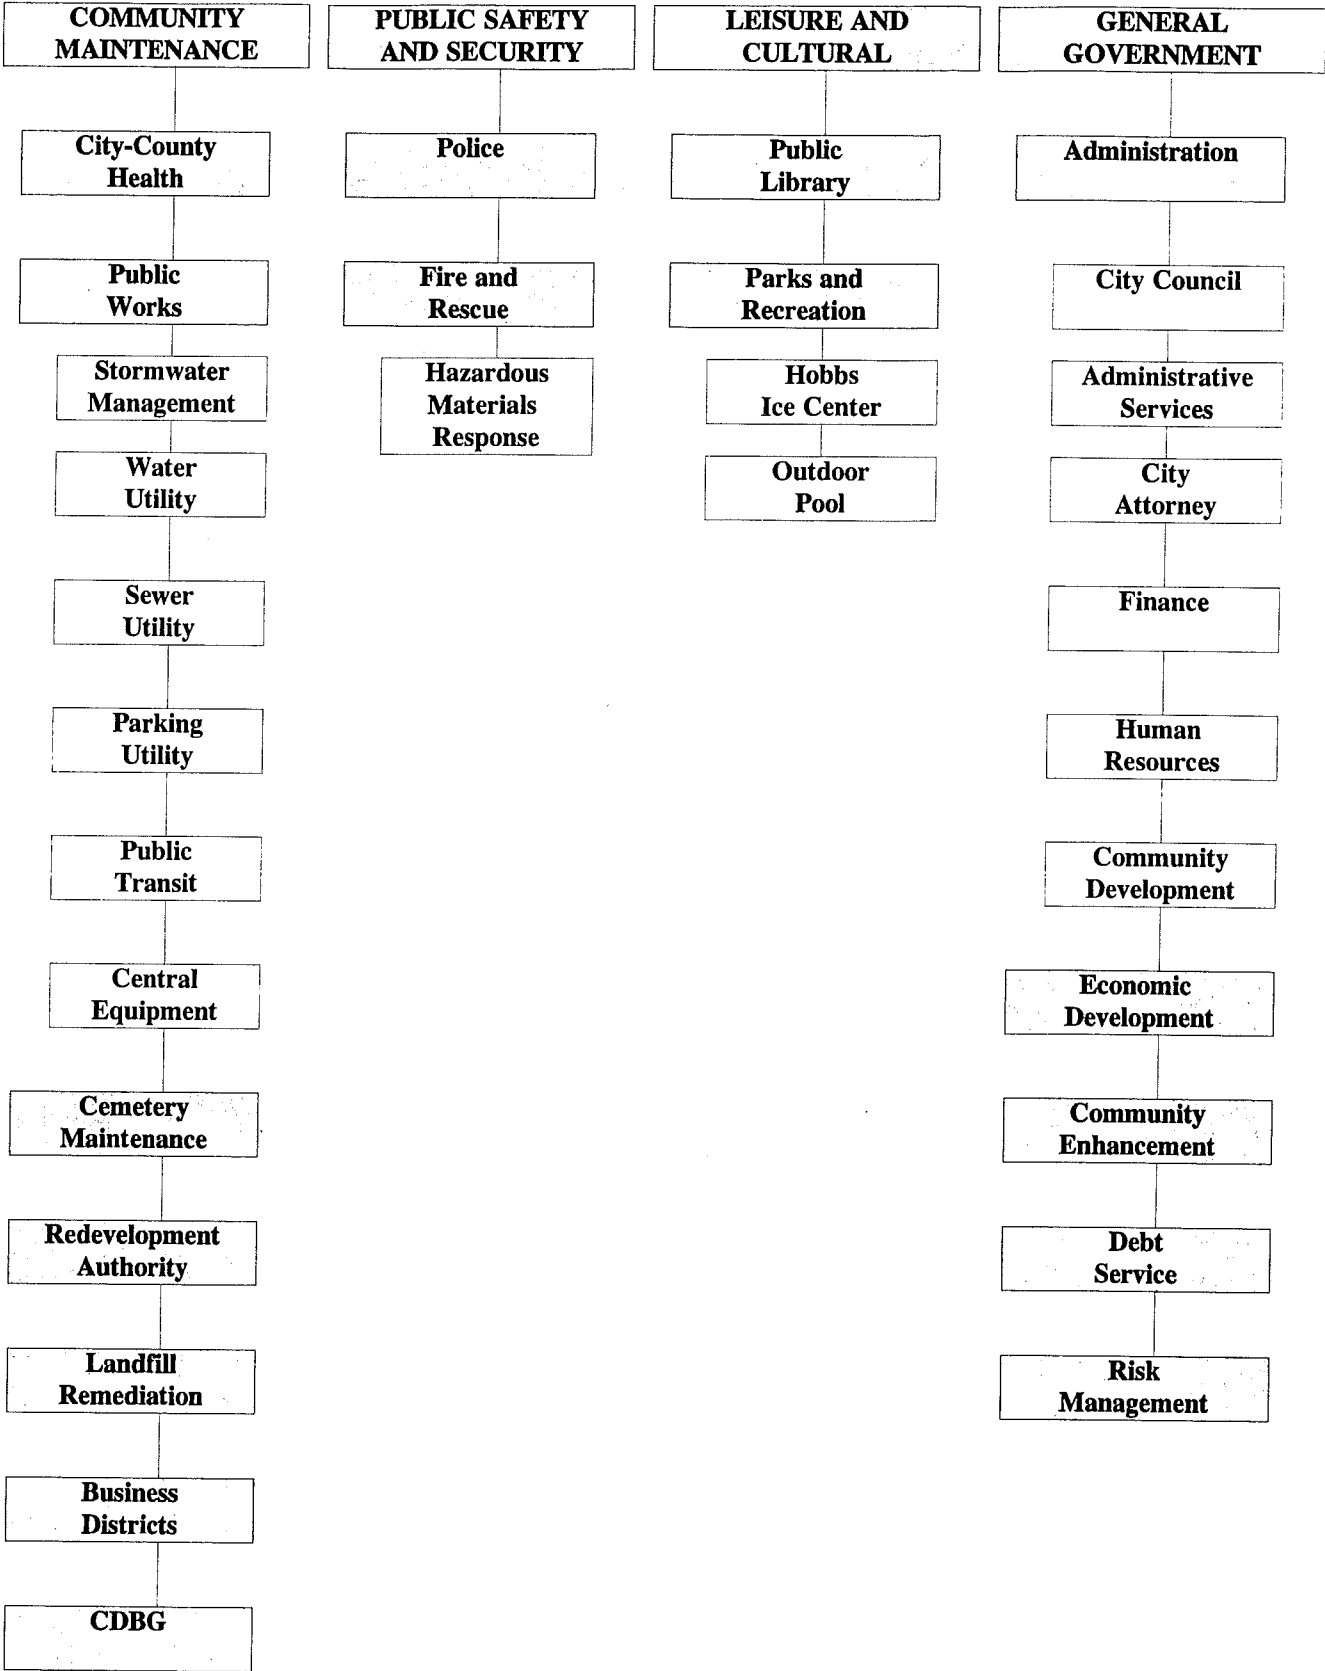 COMMUNITY
MAINTENANCE
City-County
Health
Public
Works
Stormwater
Management
Water
Utility
Sewer
Utility
Parking
Utility
Public
Transit
Central
Equipment
Cemetery
Maintenance
Redevelopment
Authority
Landfill
Remediation
Business
Districts
CDBG
PUBLIC SAFETY
AND SECURITY
Police
Fire and
Rescue
Hazardous
Materials
Response
LEISURE AND
CULTURAL
Public
Library
Parks and
Recreation
Hobbs
Ice Center
Outdoor
Pool
GENERAL
GOVERNMENT
Administration
City Council
Administrative
Services
City
Attorney
Finance
Human
Resources
Community
Development
Economic
Development
Community
Enhancement
Debt
Service
Risk
Management